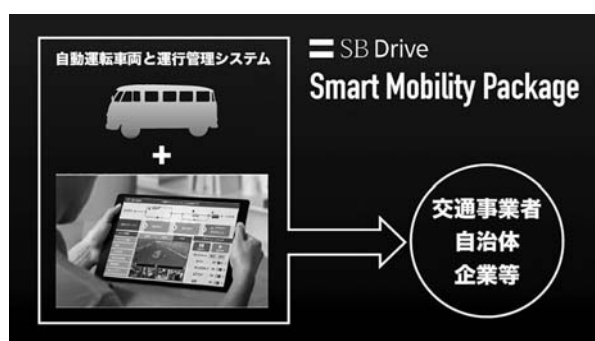 自動運転車両と運行管理システム
+
SB Drive
Smart Mobility Package
交通事業者
自治体
企業等